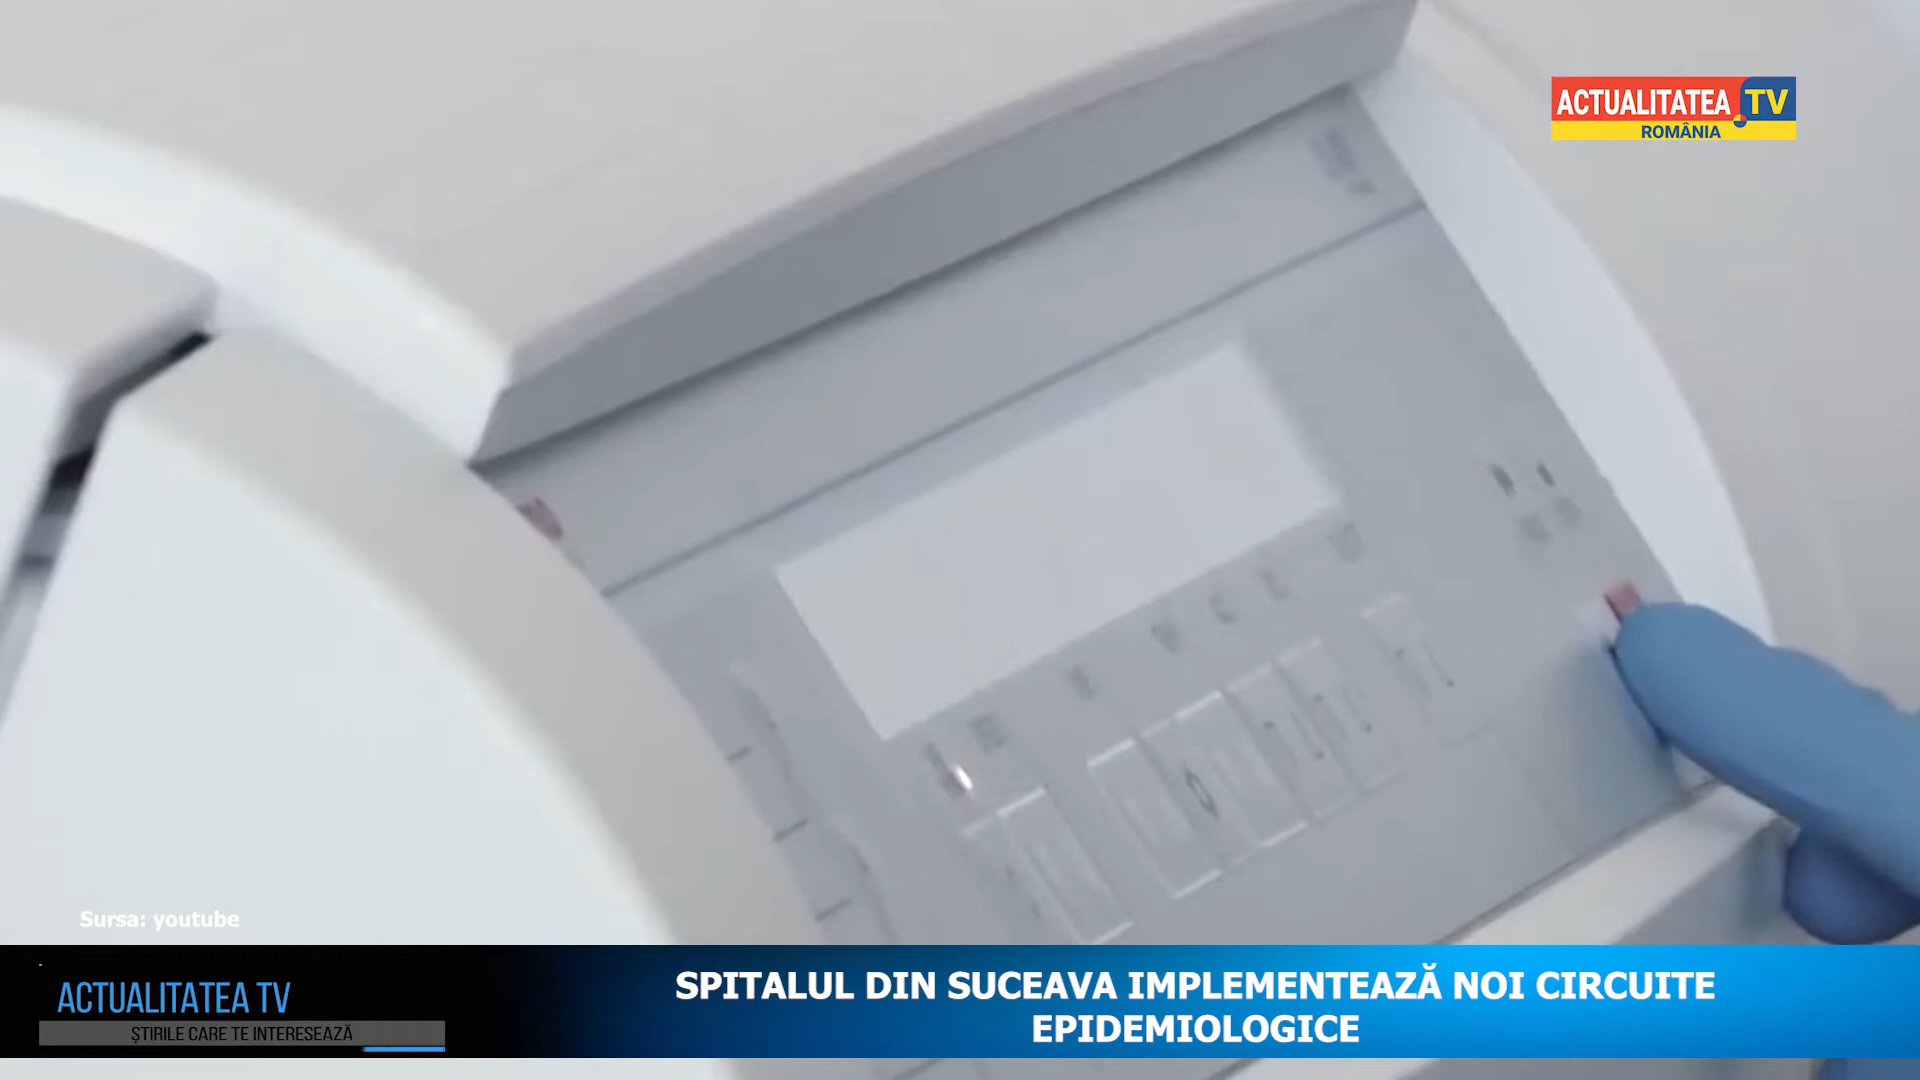 ACTUALITATEA.TV
ROMÂNIA
Sursa: youtube
ACTUALITATEA TV
ȘTIRILE CARE TE INTERESEAZĂ
SPITALUL DIN SUCEAVA IMPLEMENTEAZĂ NOI CIRCUITE
EPIDEMIOLOGICE